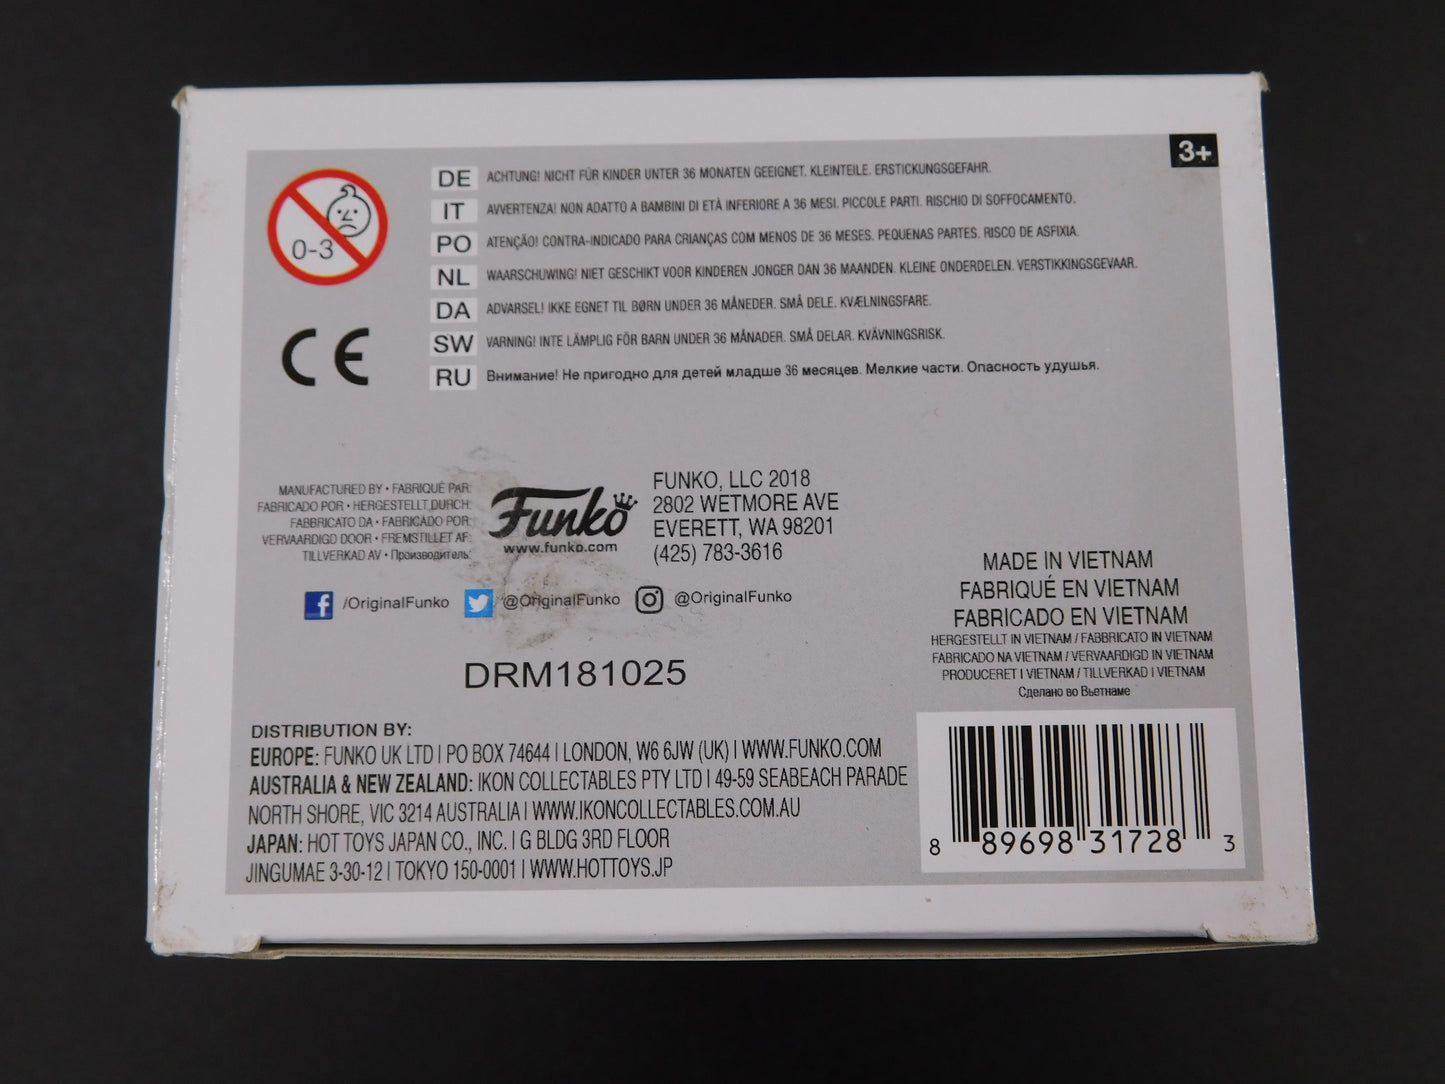 3+
0-3
CE
DE ACHTUNG! NICHT FÜR KINDER UNTER 36 MONATEN GEEIGNET. KLEINTEILE. ERSTICKUNGSGEFAHR.
IT AVVERTENZA! NON ADATTO A BAMBINI DI ETÀ INFERIORE A 36 MESI. PICCOLE PARTI. RISCHIO DI SOFFOCAMENTO.
PO ATENÇÃO! CONTRA-INDICADO PARA CRIANÇAS COM MENOS DE 36 MESES. PEQUENAS PARTES. RISCO DE ASFIXIA.
NL WAARSCHUWING! NIET GESCHIKT VOOR KINDEREN JONGER DAN 36 MAANDEN. KLEINE ONDERDELEN. VERSTIKKINGSGEVAAR.
DA ADVARSEL! IKKE EGNET TIL BØRN UNDER 36 MÅNEDER. SMÅ DELE. KVÆLNINGSFARE.
SW VARNING! INTE LÄMPLIG FÖR BARN UNDER 36 MÅNADER. SMÅ DELAR. KVÄVNINGSRISK.
RU Внимание! Не пригодно для детей младше 36 месяцев. Мелкие части. Опасность удушья.
MANUFACTURED BY • FABRIQUÉ PAR:
FABRICADO POR • HERGESTELLT DURCH:
FABBRICATO DA • FABRICADO POR:
VERVAARDIGD DOOR • FREMSTILLET AF:
TILLVERKAD AV • Производитель:
Funko
www.funko.com
FUNKO, LLC 2018
2802 WETMORE AVE
EVERETT, WA 98201
(425) 783-3616
/OriginalFunko @OriginalFunko @OriginalFunko
DRM181025
MADE IN VIETNAM
FABRIQUÉ EN VIETNAM
FABRICADO EN VIETNAM
HERGESTELLT IN VIETNAM / FABBRICATO IN VIETNAM
FABRICADO NA VIETNAM / VERVAARDIGD IN VIETNAM
PRODUCERET I VIETNAM / TILLVERKAD I VIETNAM
Сделано во Вьетнаме
DISTRIBUTION BY:
EUROPE: FUNKO UK LTD | PO BOX 74644 | LONDON, W6 6JW (UK) | WWW.FUNKO.COM
AUSTRALIA & NEW ZEALAND: IKON COLLECTABLES PTY LTD | 49-59 SEABEACH PARADE
NORTH SHORE, VIC 3214 AUSTRALIA | WWW.IKONCOLLECTABLES.COM.AU
JAPAN: HOT TOYS JAPAN CO., INC. | G BLDG 3RD FLOOR
JINGUMAE 3-30-12 | TOKYO 150-0001 | WWW.HOTTOYS.JP
8 89698 31728 3